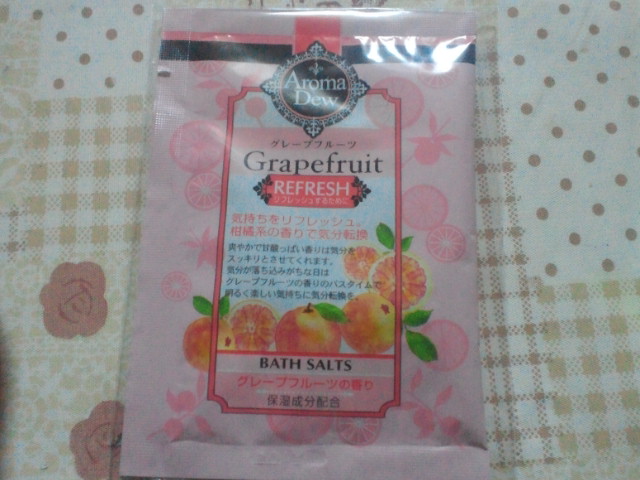 Aroma
Dew
グレープフルーツ
Grapefruit
REFRESH
リフレッシュするために
気持ちをリフレッシュ。
柑橘系の香りで気分転換
爽やかで甘酸っぱい香りは気分を
スッキリとさせてくれます。
気分が落ち込みがちな日は
グレープフルーツの香りのバスタイムで
明るく楽しい気持ちに気分転換を。
BATH SALTS
グレープフルーツの香り
保湿成分配合